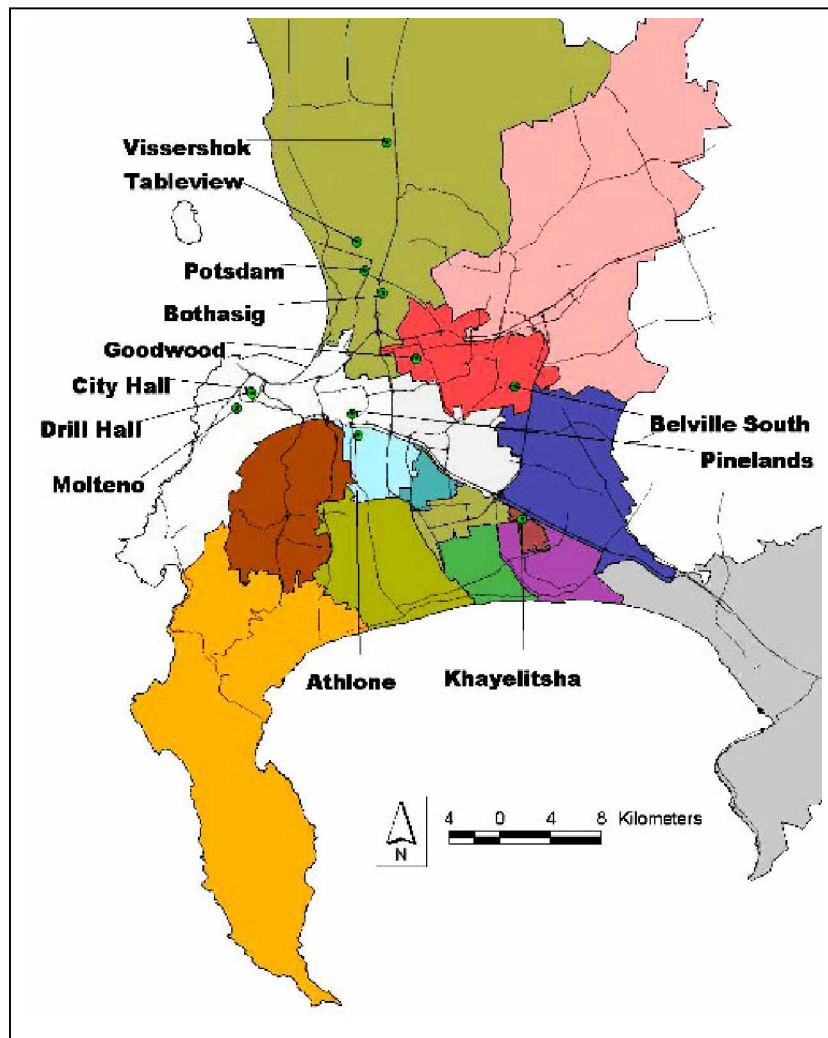 Vissershok
Tableview
Potsdam
Bothasig
Goodwood
City Hall
Drill Hall
Molteno
Belville South
Pinelands
Athlone
Khayelitsha
N
4 0 4 8 Kilometers